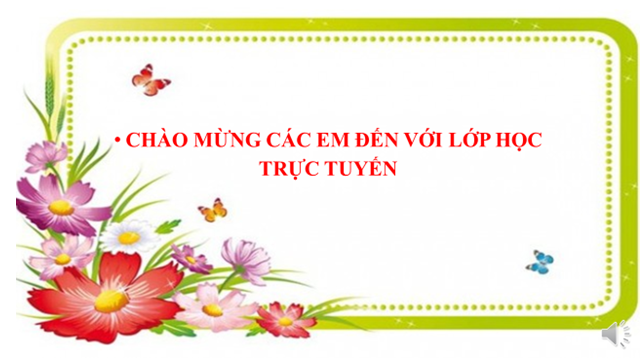 • CHÀO MỪNG CÁC EM ĐẾN VỚI LỚP HỌC
TRỰC TUYẾN